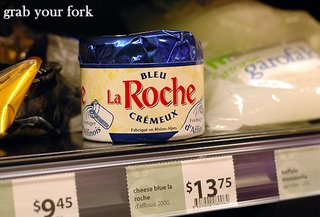 grab your fork
BLEU
La Roche
CRÉMEUX
Fabriqué en Rhône-Alpes
d'Affinois
garofalo
$9.45
cheese blue la
roche
d'affinois 200G
$13.75
buffalo
mozzarella